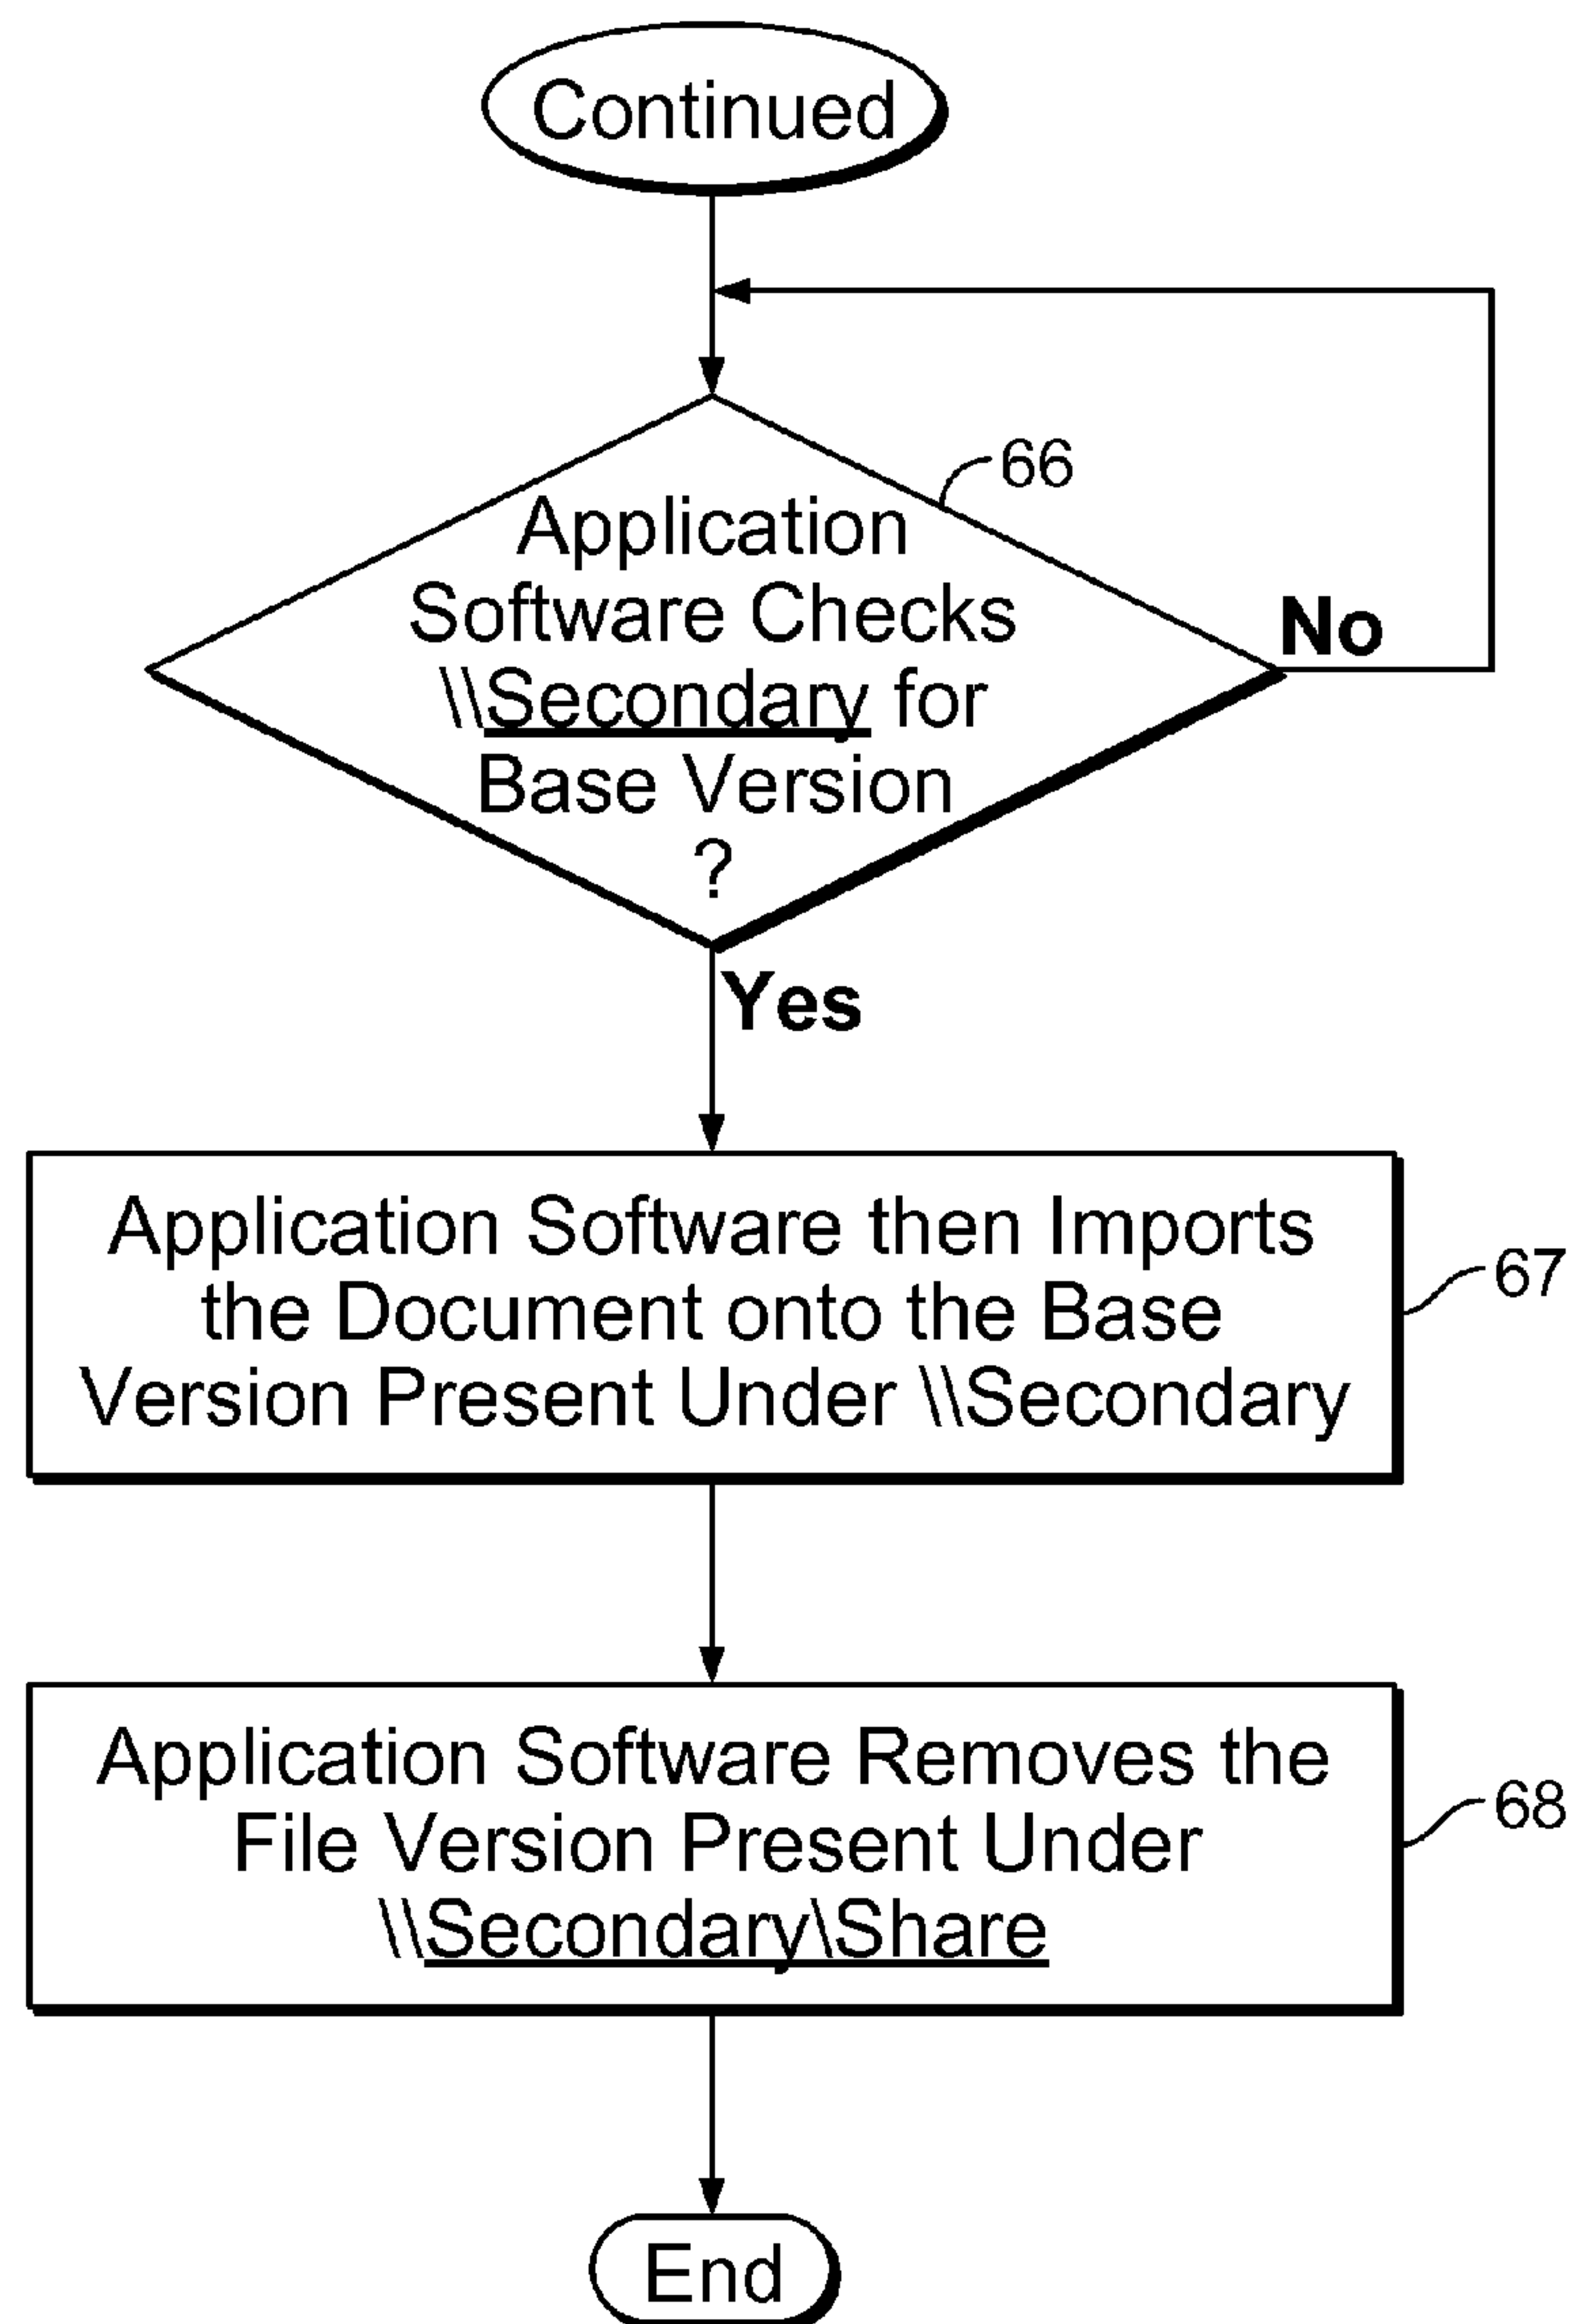 Continued
66
Application
Software Checks
\\Secondary for
Base Version
?
No
Yes
Application Software then Imports
the Document onto the Base
Version Present Under \\Secondary
67
Application Software Removes the
File Version Present Under
\\Secondary\Share
68
End